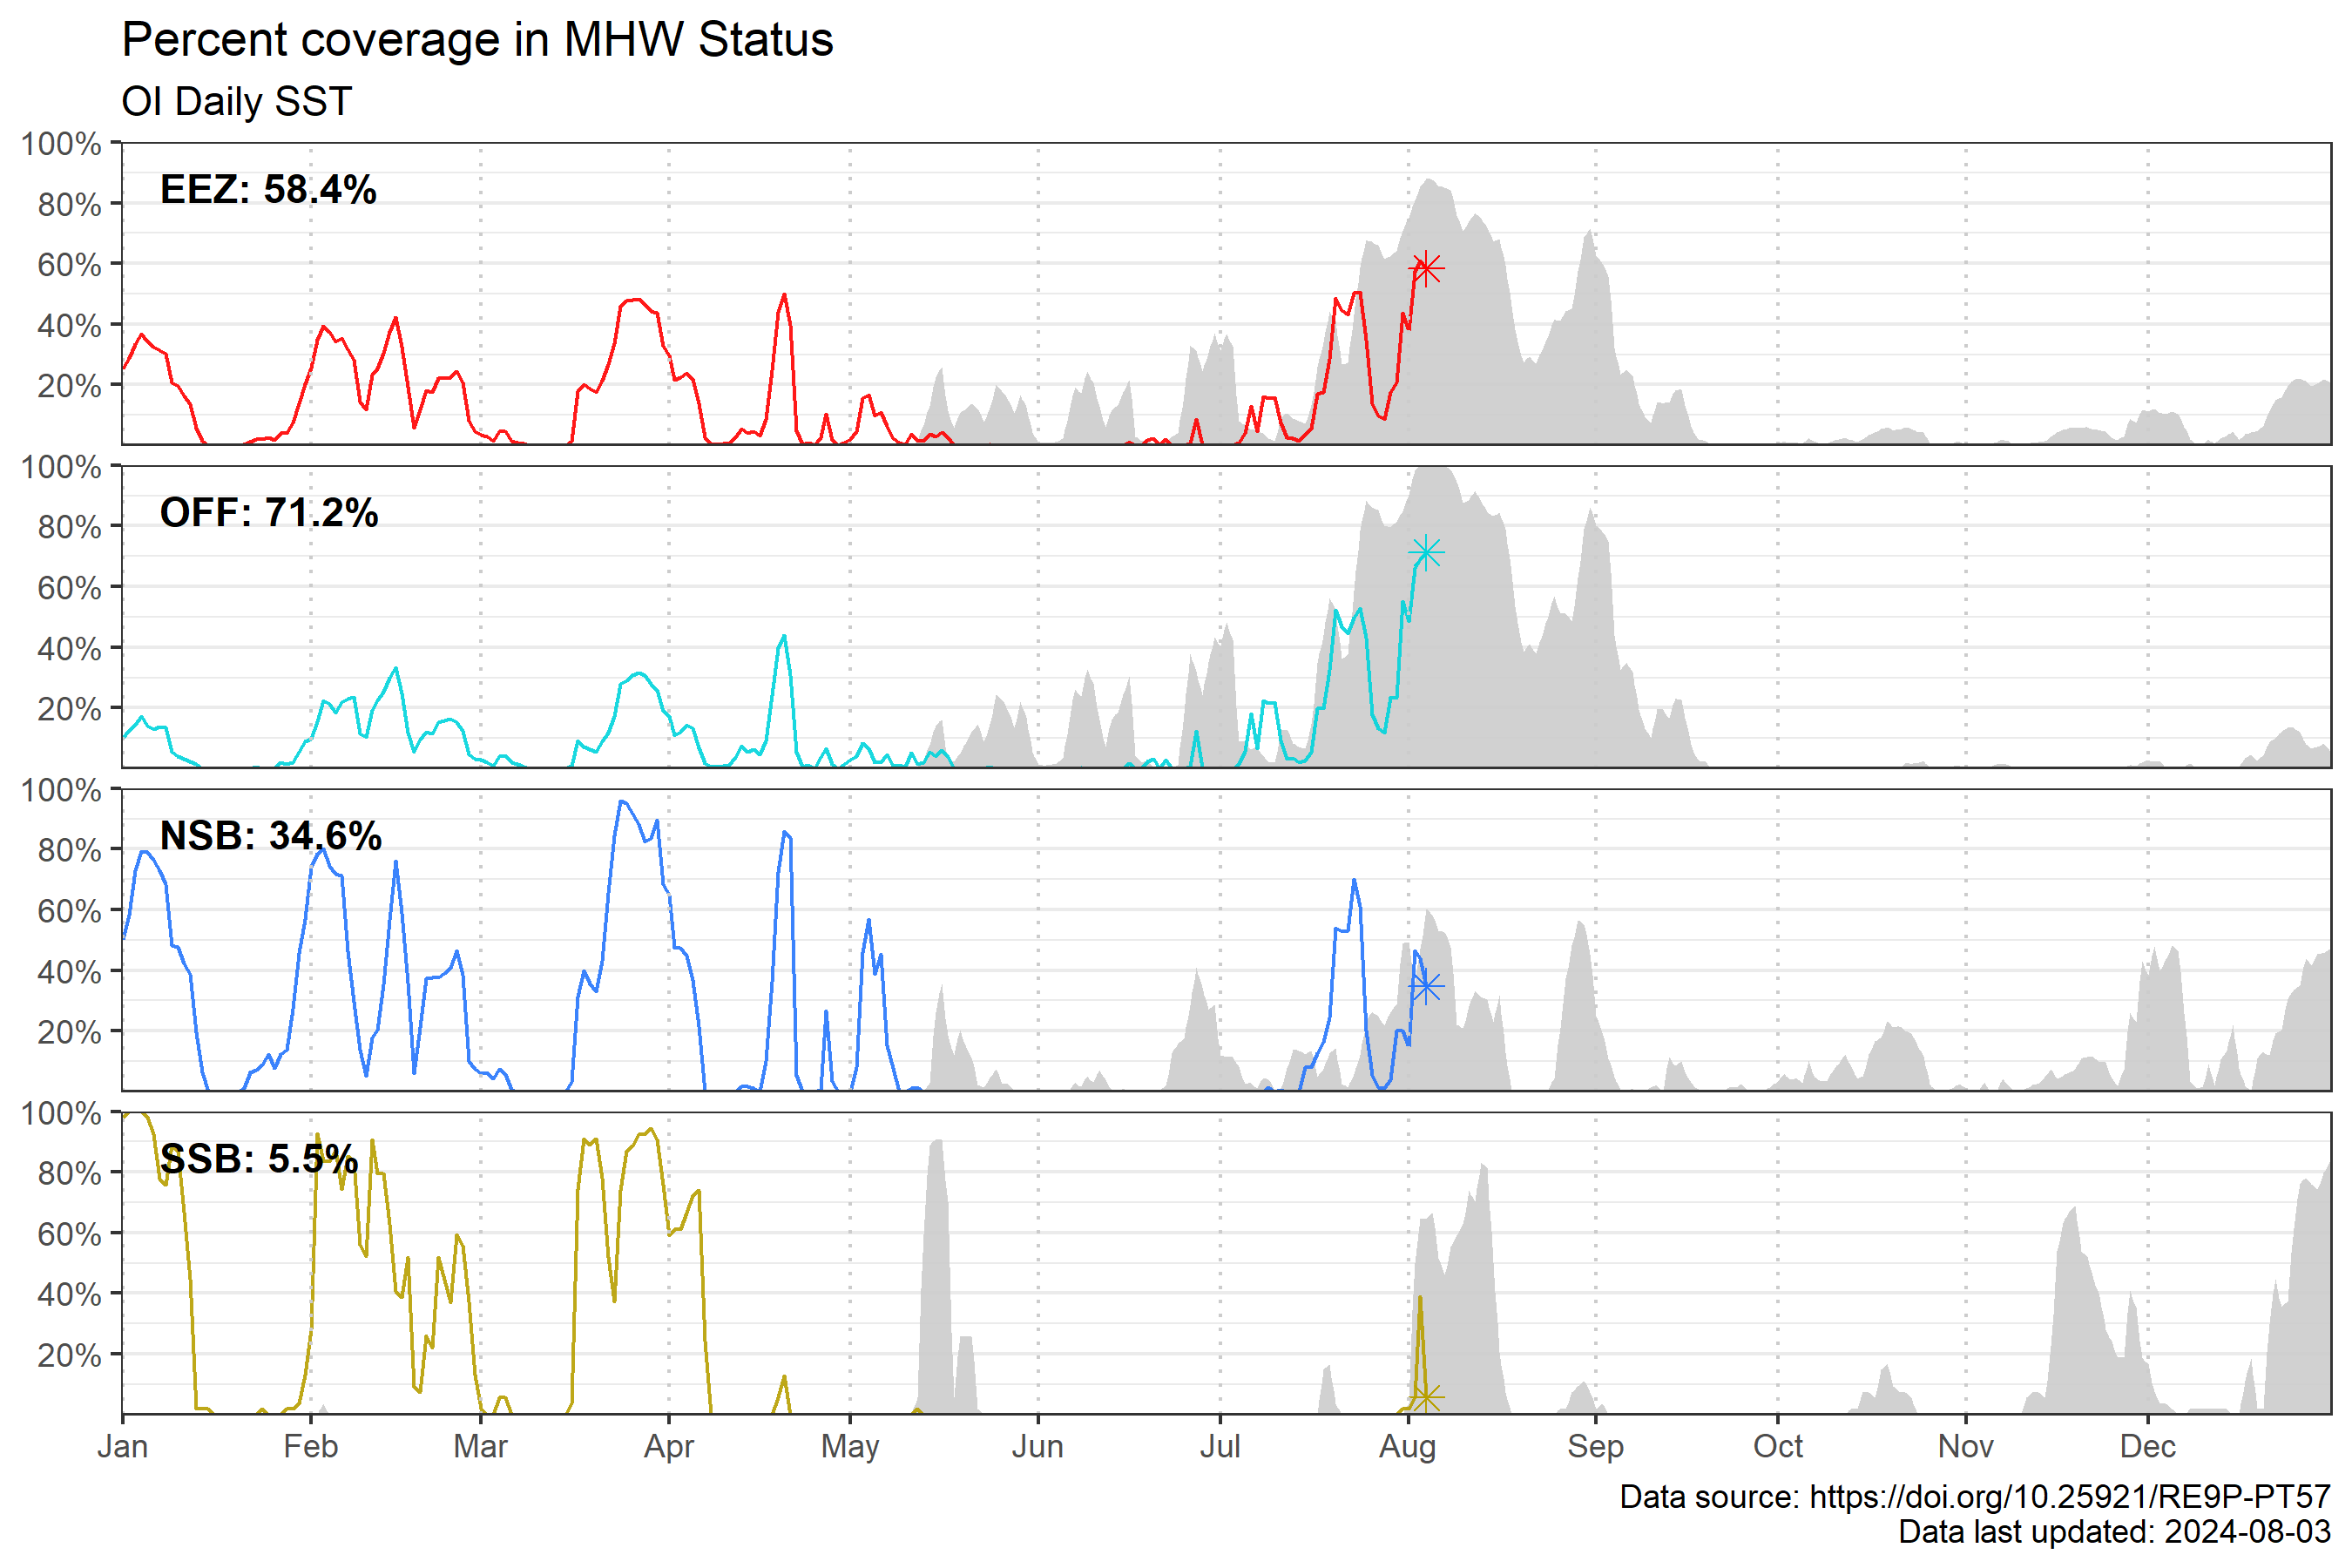 Percent coverage in MHW Status
OI Daily SST
100%
80%
60%
40%
20%
EEZ: 58.4%
100%
80%
60%
40%
20%
OFF: 71.2%
100%
80%
60%
40%
20%
NSB: 34.6%
100%
80%
60%
40%
20%
SSB: 5.5%
Jan Feb Mar Apr May Jun Jul Aug Sep Oct Nov Dec
Data source: https://doi.org/10.25921/RE9P-PT57
Data last updated: 2024-08-03